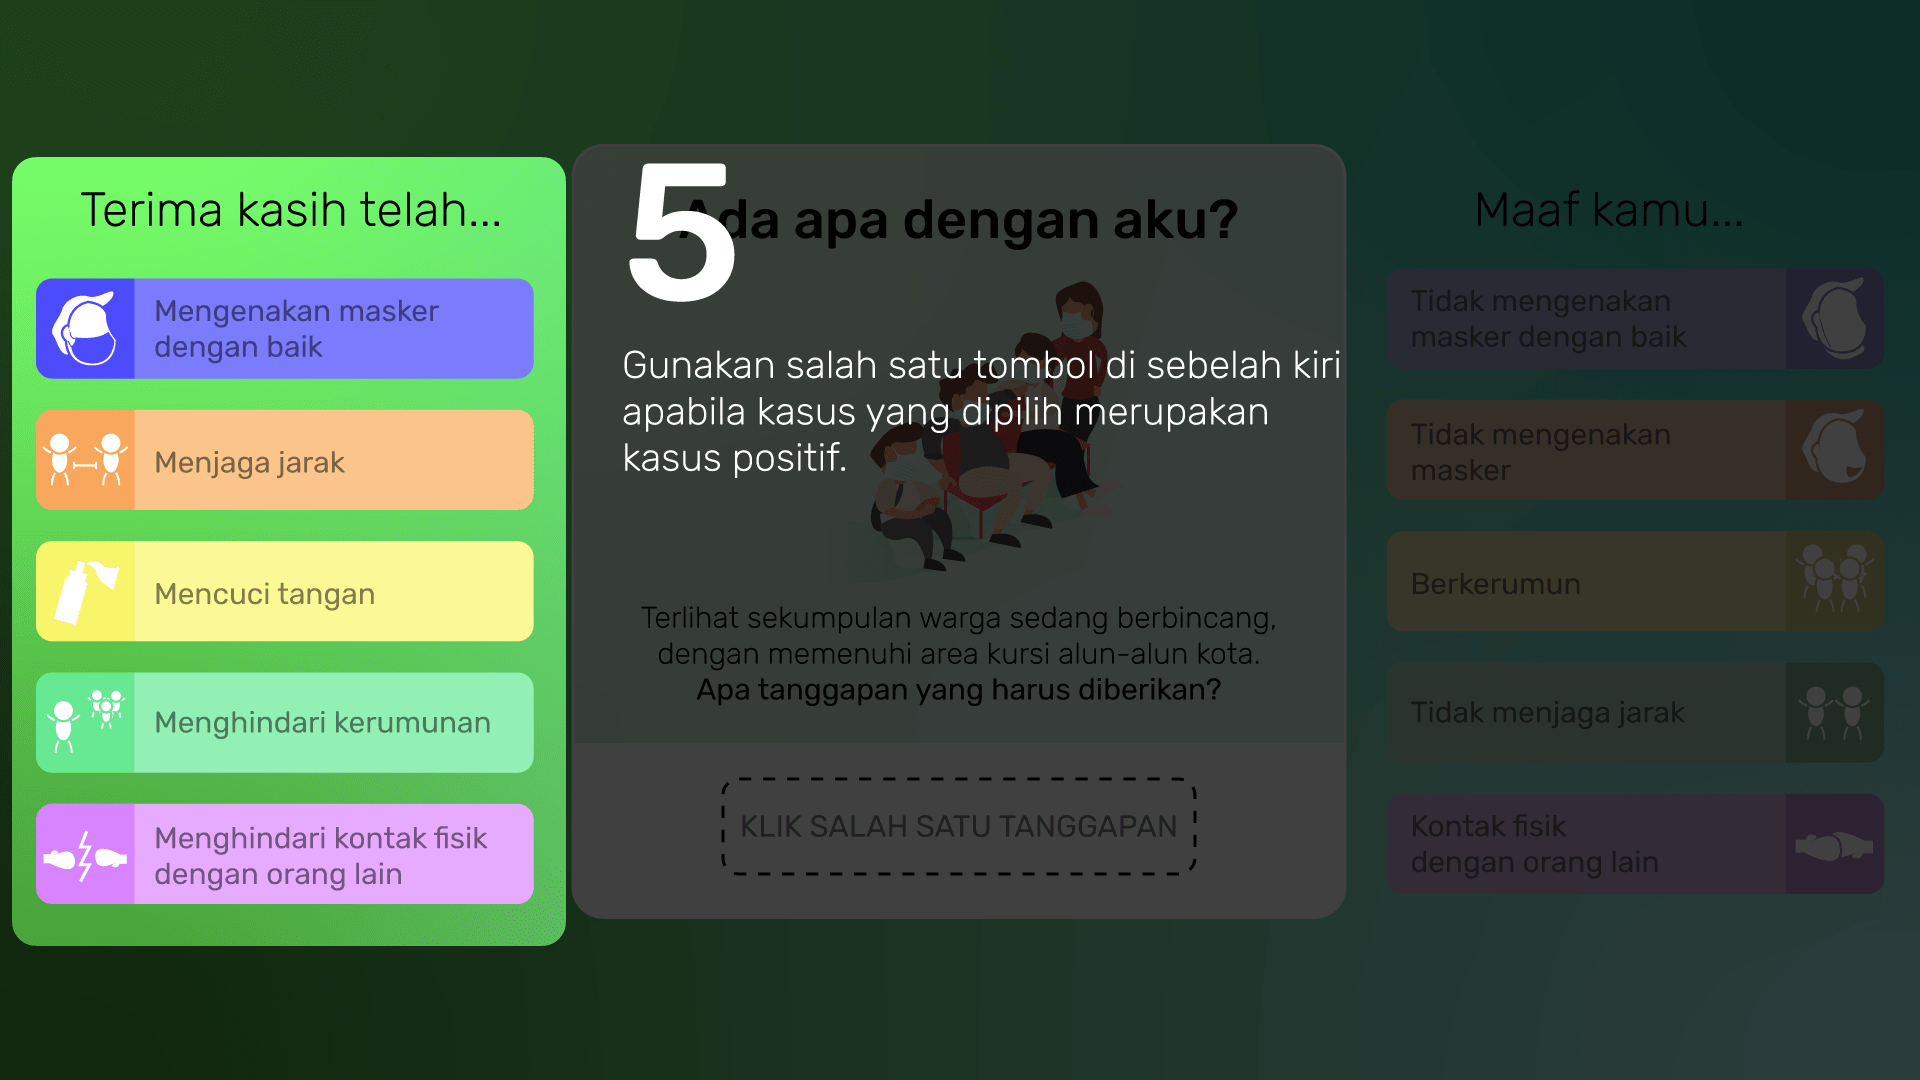 Terima kasih telah...
Mengenakan masker
dengan baik
Menjaga jarak
Mencuci tangan
Menghindari kerumunan
Menghindari kontak fisik
dengan orang lain
5
Ada apa dengan aku?
Gunakan salah satu tombol di sebelah kiri
apabila kasus yang dipilih merupakan
kasus positif.
Terlihat sekumpulan warga sedang berbincang,
dengan memenuhi area kursi alun-alun kota.
Apa tanggapan yang harus diberikan?
KLIK SALAH SATU TANGGAPAN
Maaf kamu...
Tidak mengenakan
masker dengan baik
Tidak mengenakan
masker
Berkerumun
Tidak menjaga jarak
Kontak fisik
dengan orang lain